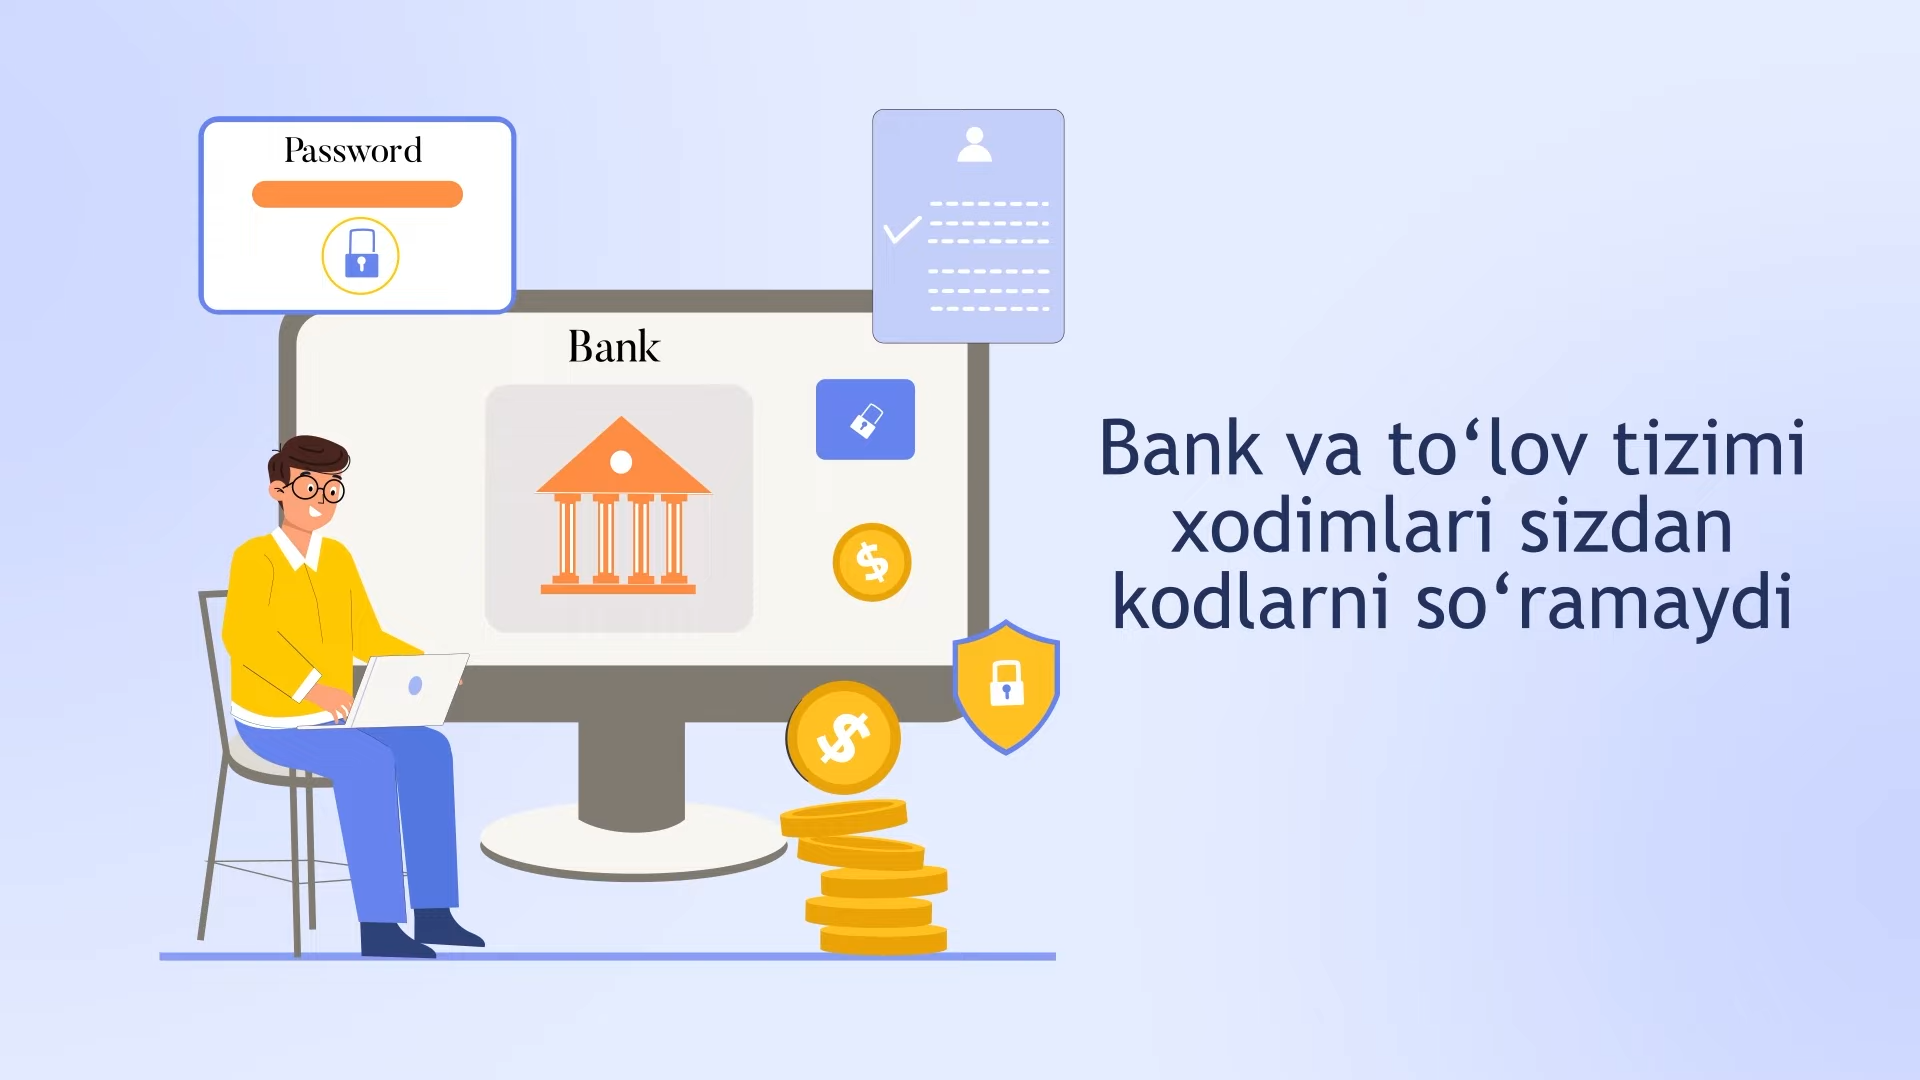 Password
Bank
Bank va to‘lov tizimi
xodimlari sizdan
kodlarni so‘ramaydi